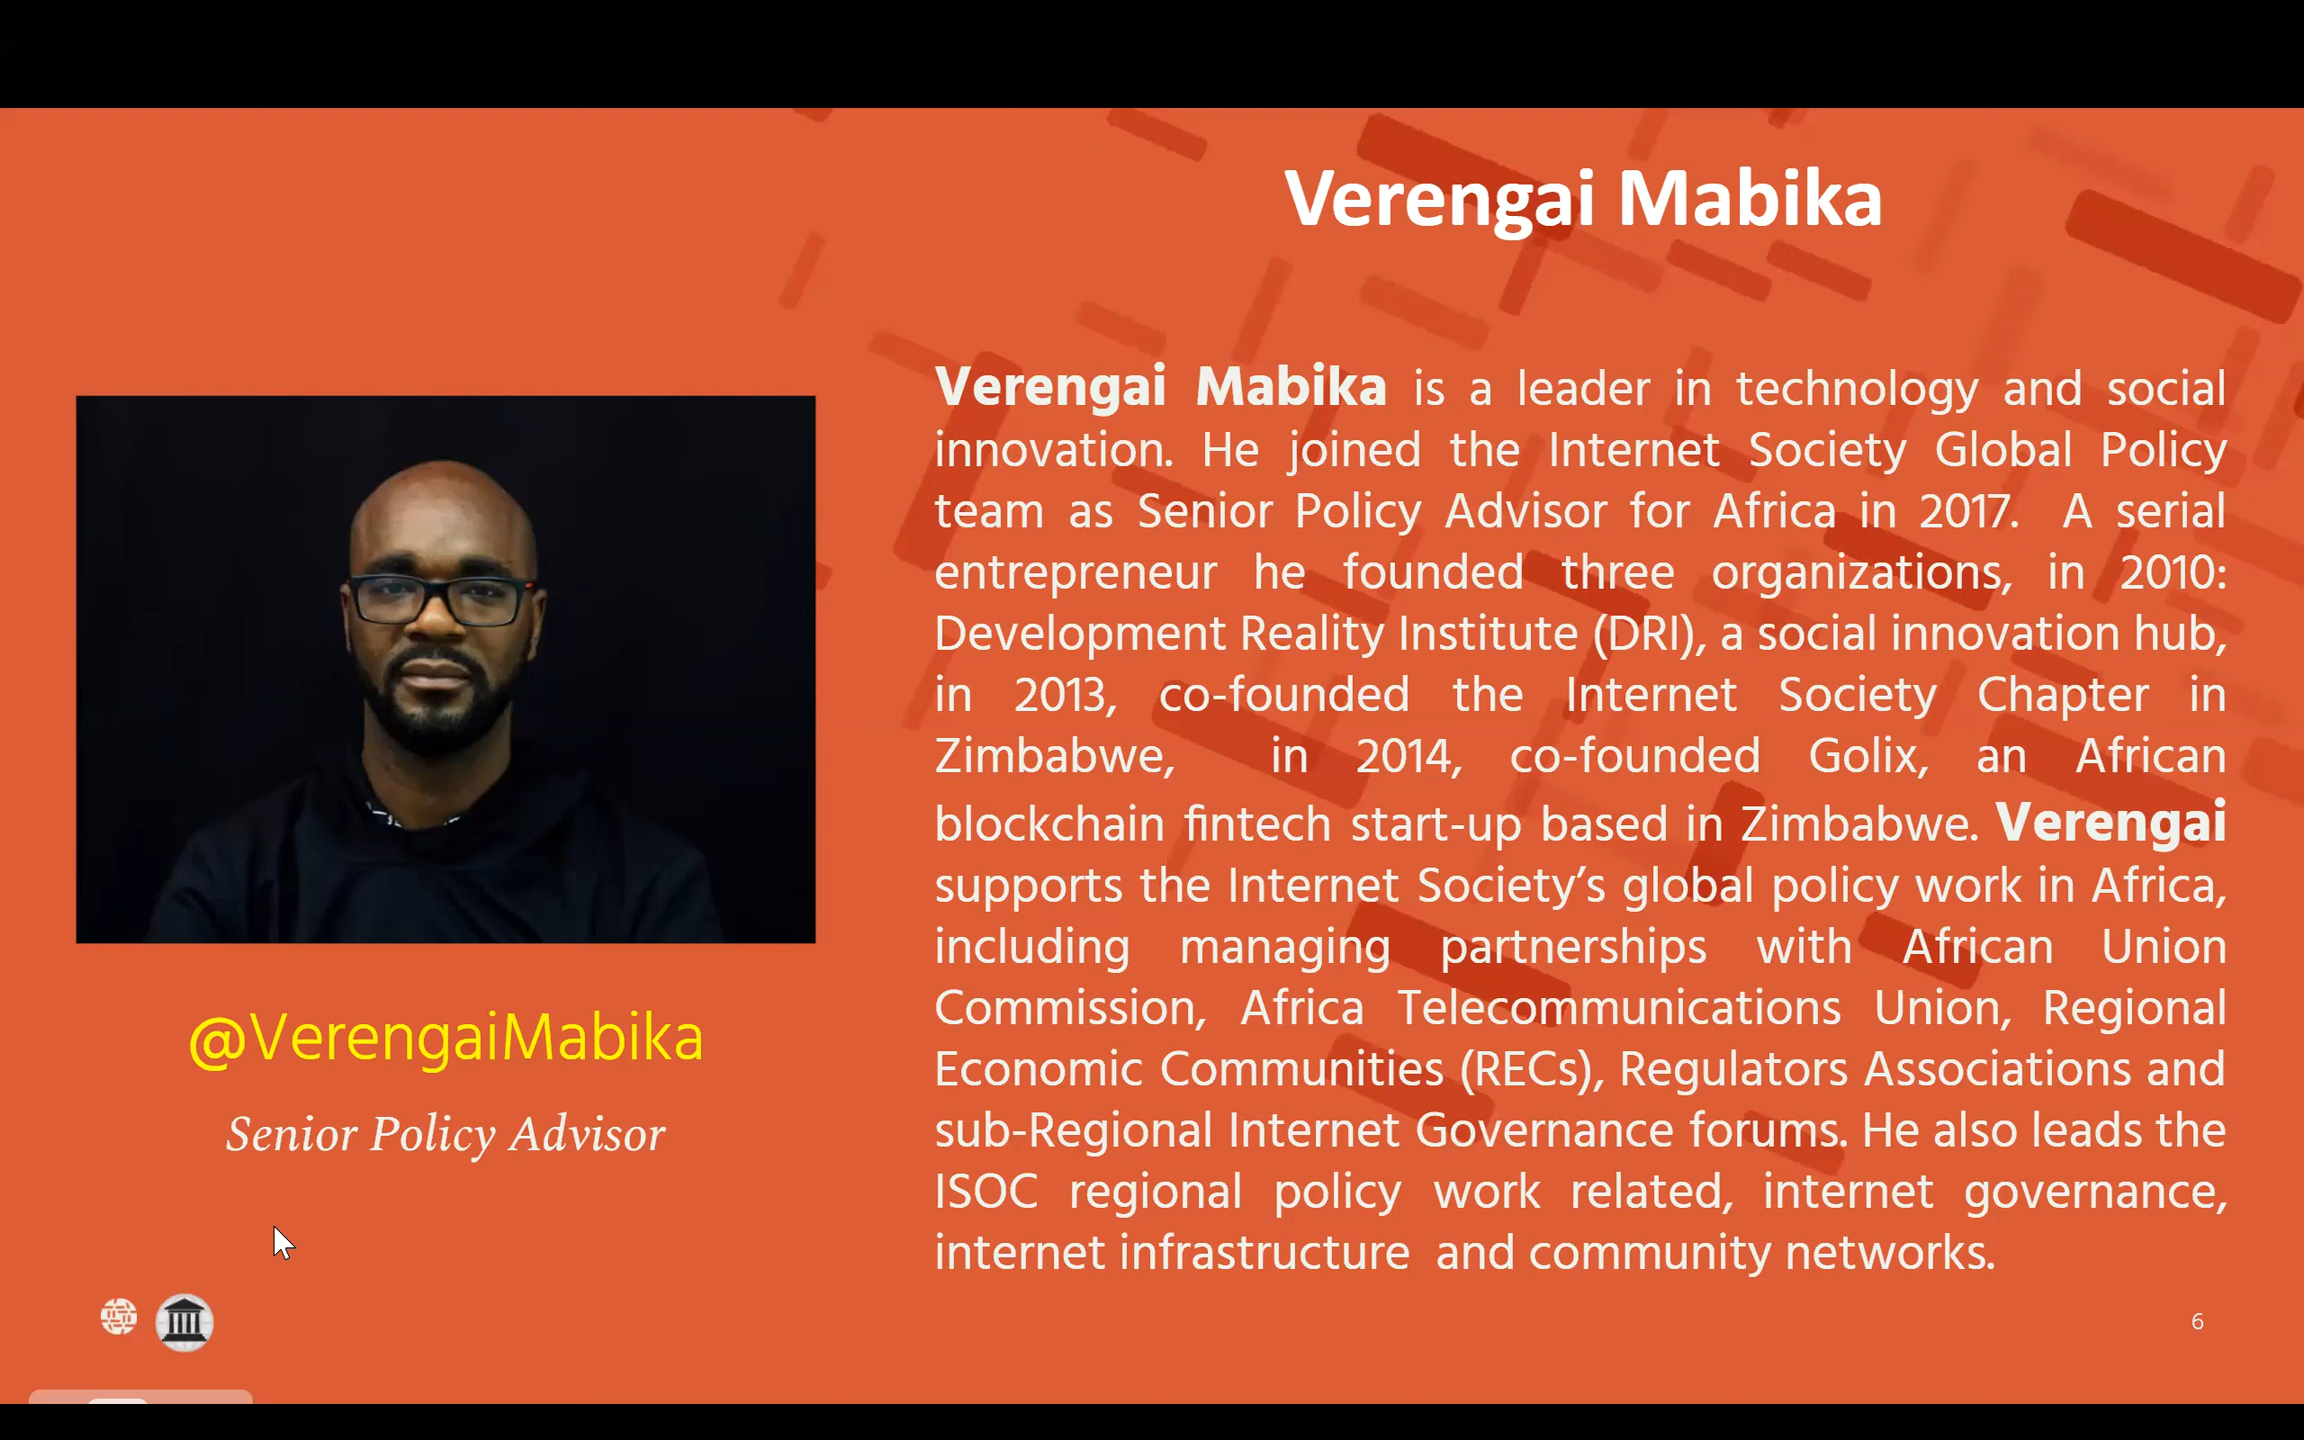 Verengai Mabika
Verengai Mabika is a leader in technology and social
innovation. He joined the Internet Society Global Policy
team as Senior Policy Advisor for Africa in 2017. A serial
entrepreneur he founded three organizations, in 2010:
Development Reality Institute (DRI), a social innovation hub,
in 2013, co-founded the Internet Society Chapter in
Zimbabwe, in 2014, co-founded Golix, an African
blockchain fintech start-up based in Zimbabwe. Verengai
supports the Internet Society’s global policy work in Africa,
including managing partnerships with African Union
Commission, Africa Telecommunications Union, Regional
Economic Communities (RECs), Regulators Associations and
sub-Regional Internet Governance forums. He also leads the
ISOC regional policy work related, internet governance,
internet infrastructure and community networks.
@VerengaiMabika
Senior Policy Advisor
6